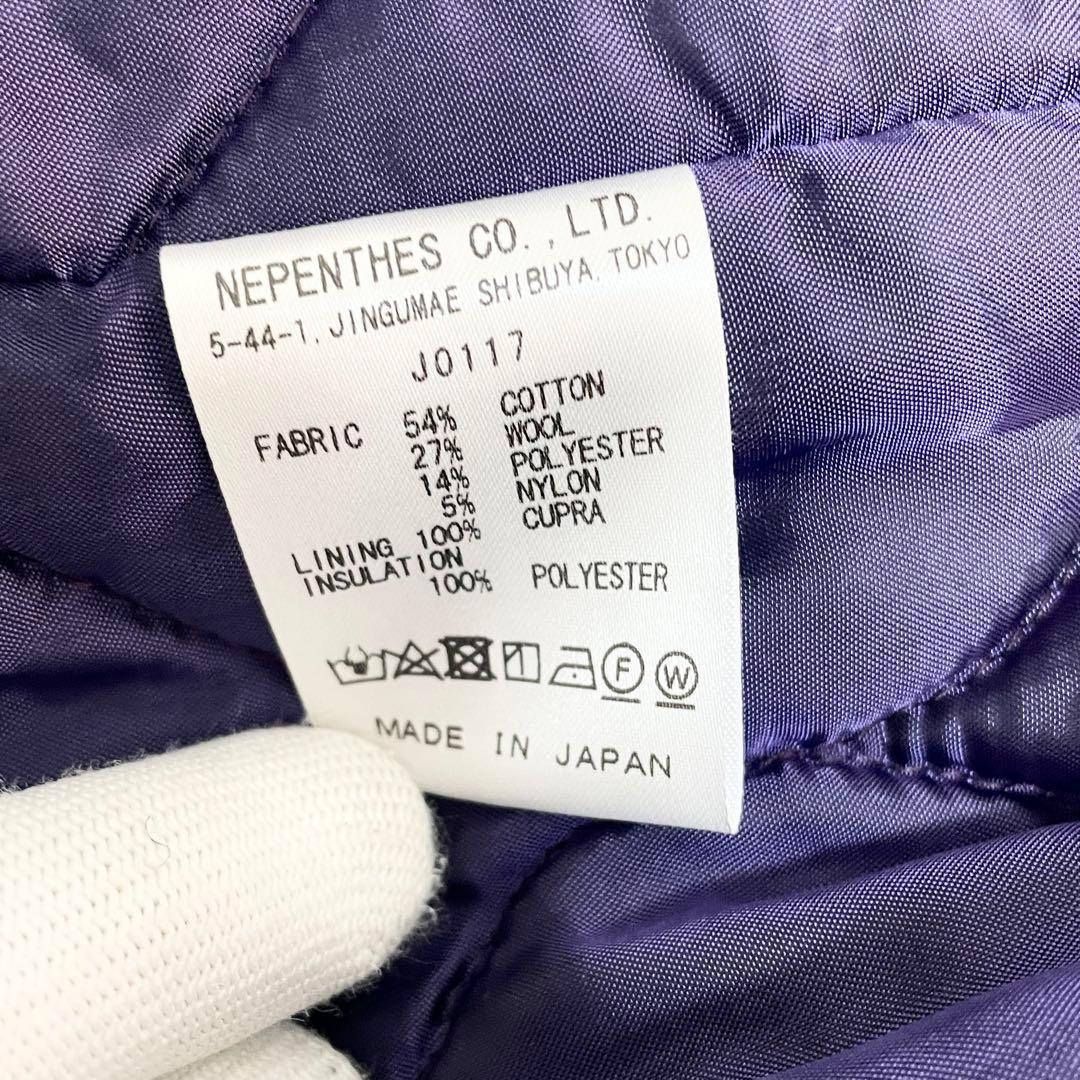 NEPENTHES CO.,LTD.
5-44-1, JINGUMAE SHIBUYA, TOKYO
J0117
FABRIC 54% COTTON
27% WOOL
14% POLYESTER
5% NYLON
LINING 100% CUPRA
INSULATION
100% POLYESTER
F W
MADE IN JAPAN